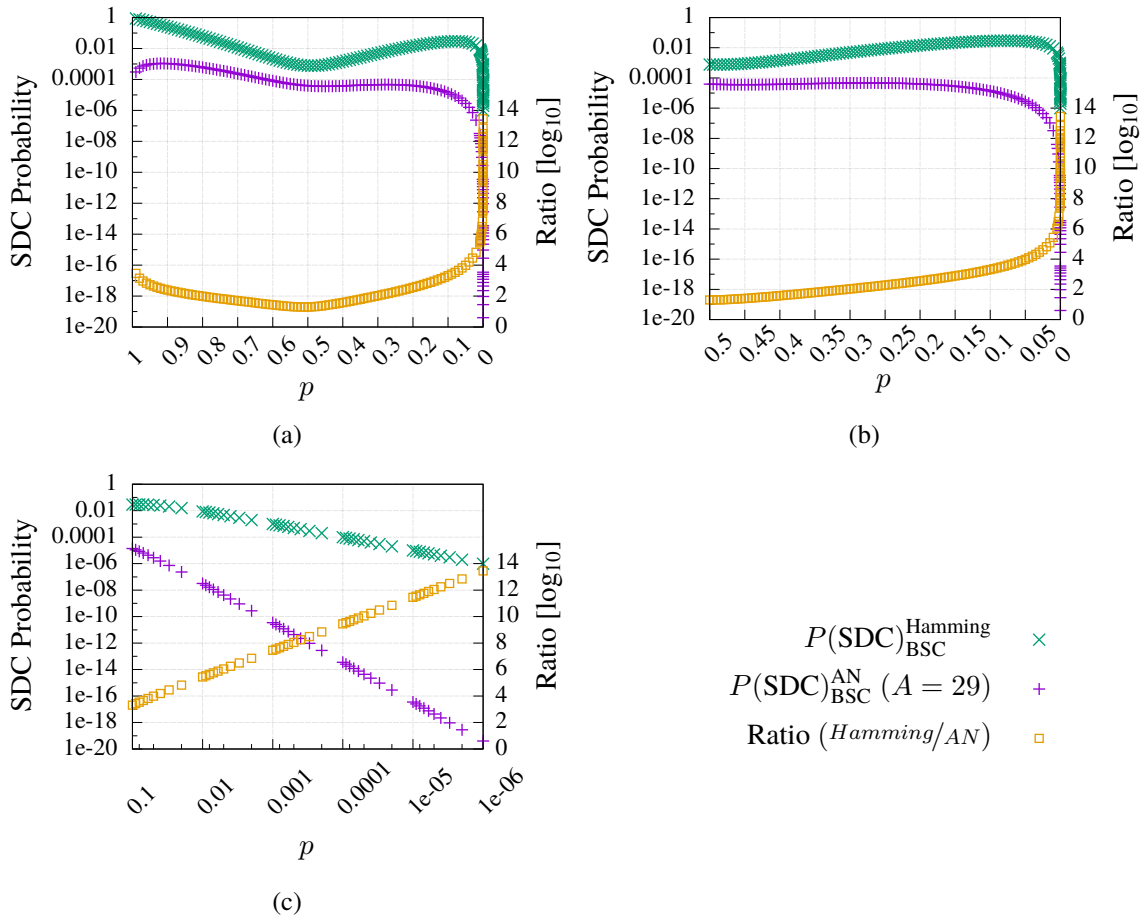 SDC Probability
1
0.01
0.0001
1e-06
1e-08
1e-10
1e-12
1e-14
1e-16
1e-18
1e-20
14
12
10
8
6
4
2
0
Ratio [log10]
1
0.9
0.8
0.7
0.6
0.5
0.4
0.3
0.2
0.1
0
p
(a)
SDC Probability
1
0.01
0.0001
1e-06
1e-08
1e-10
1e-12
1e-14
1e-16
1e-18
1e-20
14
12
10
8
6
4
2
0
Ratio [log10]
0.5
0.45
0.4
0.35
0.3
0.25
0.2
0.15
0.1
0.05
0
p
(b)
SDC Probability
1
0.01
0.0001
1e-06
1e-08
1e-10
1e-12
1e-14
1e-16
1e-18
1e-20
14
12
10
8
6
4
2
0
Ratio [log10]
0.1
0.01
0.001
0.0001
1e-05
1e-06
p
(c)
P(SDC)Hamming BSC
P(SDC)AN BSC (A = 29)
Ratio (Hamming/AN)